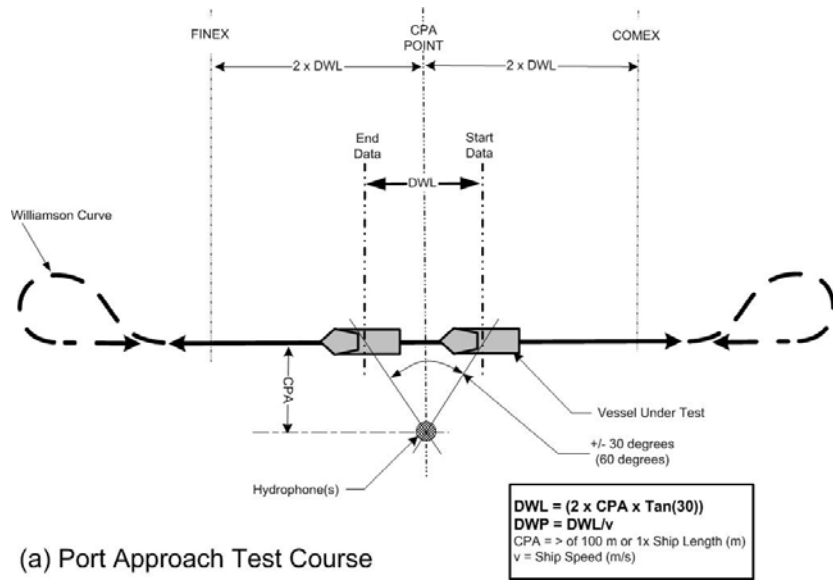 FINEX
CPA
POINT
COMEX
2 x DWL
2 x DWL
End
Data
Start
Data
DWL
Williamson Curve
CPA
Vessel Under Test
+/- 30 degrees
(60 degrees)
Hydrophone(s)
DWL = (2 x CPA x Tan(30))
DWP = DWL/v
CPA = > of 100 m or 1x Ship Length (m)
v = Ship Speed (m/s)
(a) Port Approach Test Course